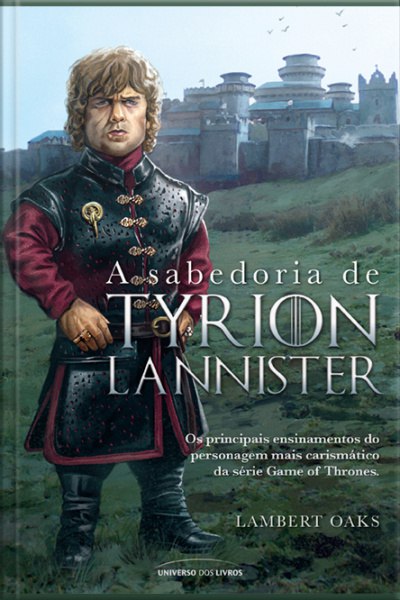 A sabedoria de
TYRION
LANNISTER
Os principais ensinamentos do
personagem mais carismático
da série Game of Thrones.
LAMBERT OAKS
UNIVERSO DOS LIVROS